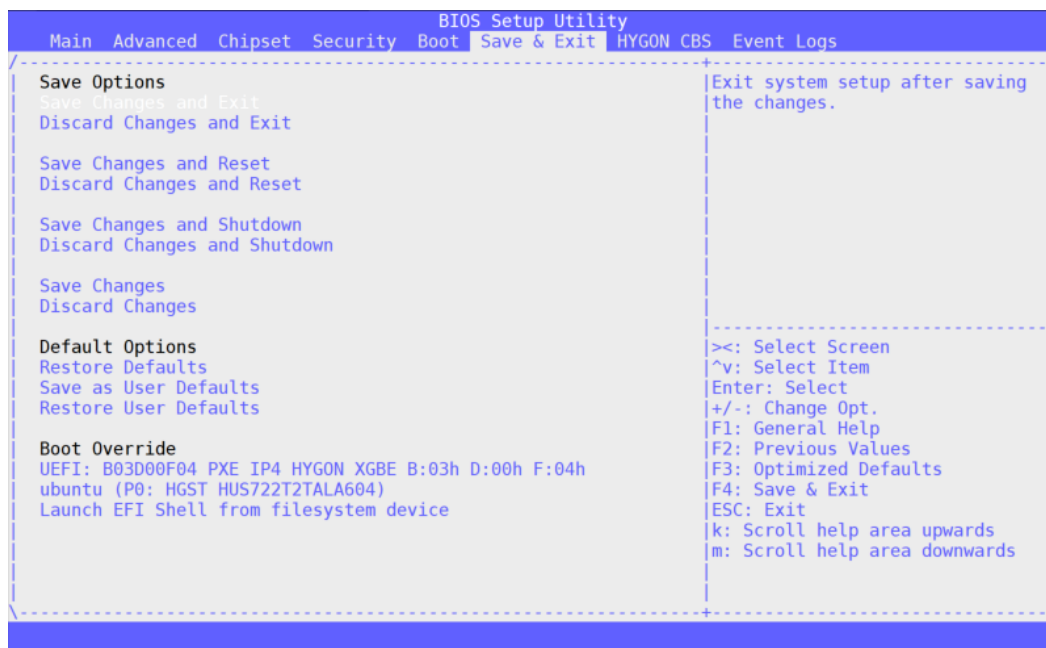 BIOS Setup Utility
Main Advanced Chipset Security Boot Save & Exit HYGON CBS Event Logs
Save Options
Save Changes and Exit
Discard Changes and Exit
Save Changes and Reset
Discard Changes and Reset
Save Changes and Shutdown
Discard Changes and Shutdown
Save Changes
Discard Changes
Default Options
Restore Defaults
Save as User Defaults
Restore User Defaults
Boot Override
UEFI: B03D00F04 PXE IP4 HYGON XGBE B:03h D:00h F:04h
ubuntu (P0: HGST HUS722T2TALA604)
Launch EFI Shell from filesystem device
Exit system setup after saving
the changes.
><: Select Screen
^v: Select Item
Enter: Select
+/-: Change Opt.
F1: General Help
F2: Previous Values
F3: Optimized Defaults
F4: Save & Exit
ESC: Exit
k: Scroll help area upwards
m: Scroll help area downwards